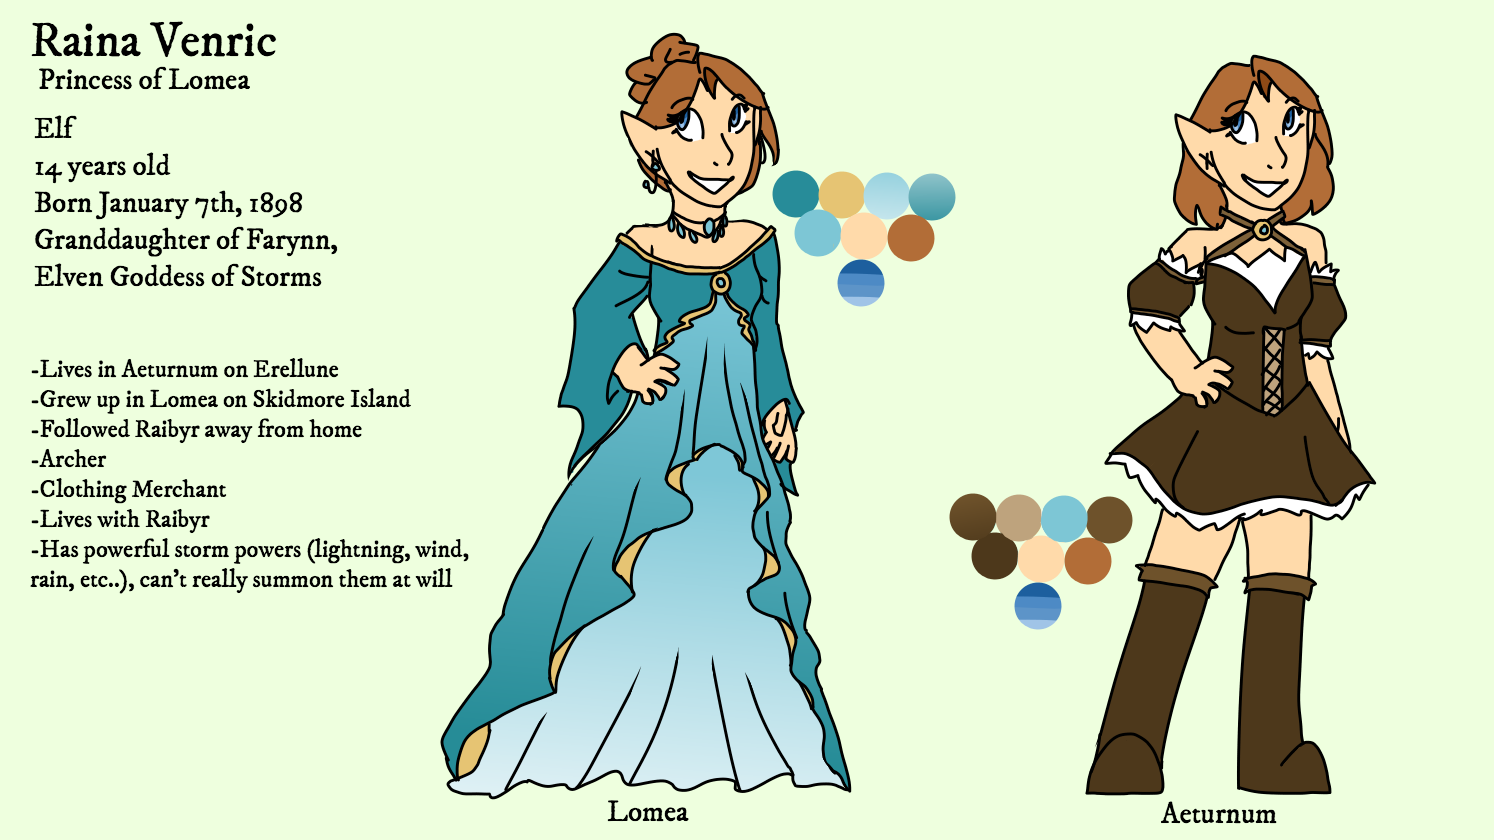 Raina Venric
Princess of Lomea
Elf
14 years old
Born January 7th, 1898
Granddaughter of Farynn,
Elven Goddess of Storms
-Lives in Aeturnum on Erellune
-Grew up in Lomea on Skidmore Island
-Followed Raibyr away from home
-Archer
-Clothing Merchant
-Lives with Raibyr
-Has powerful storm powers (lightning, wind,
rain, etc..), can't really summon them at will
Lomea
Aeturnum